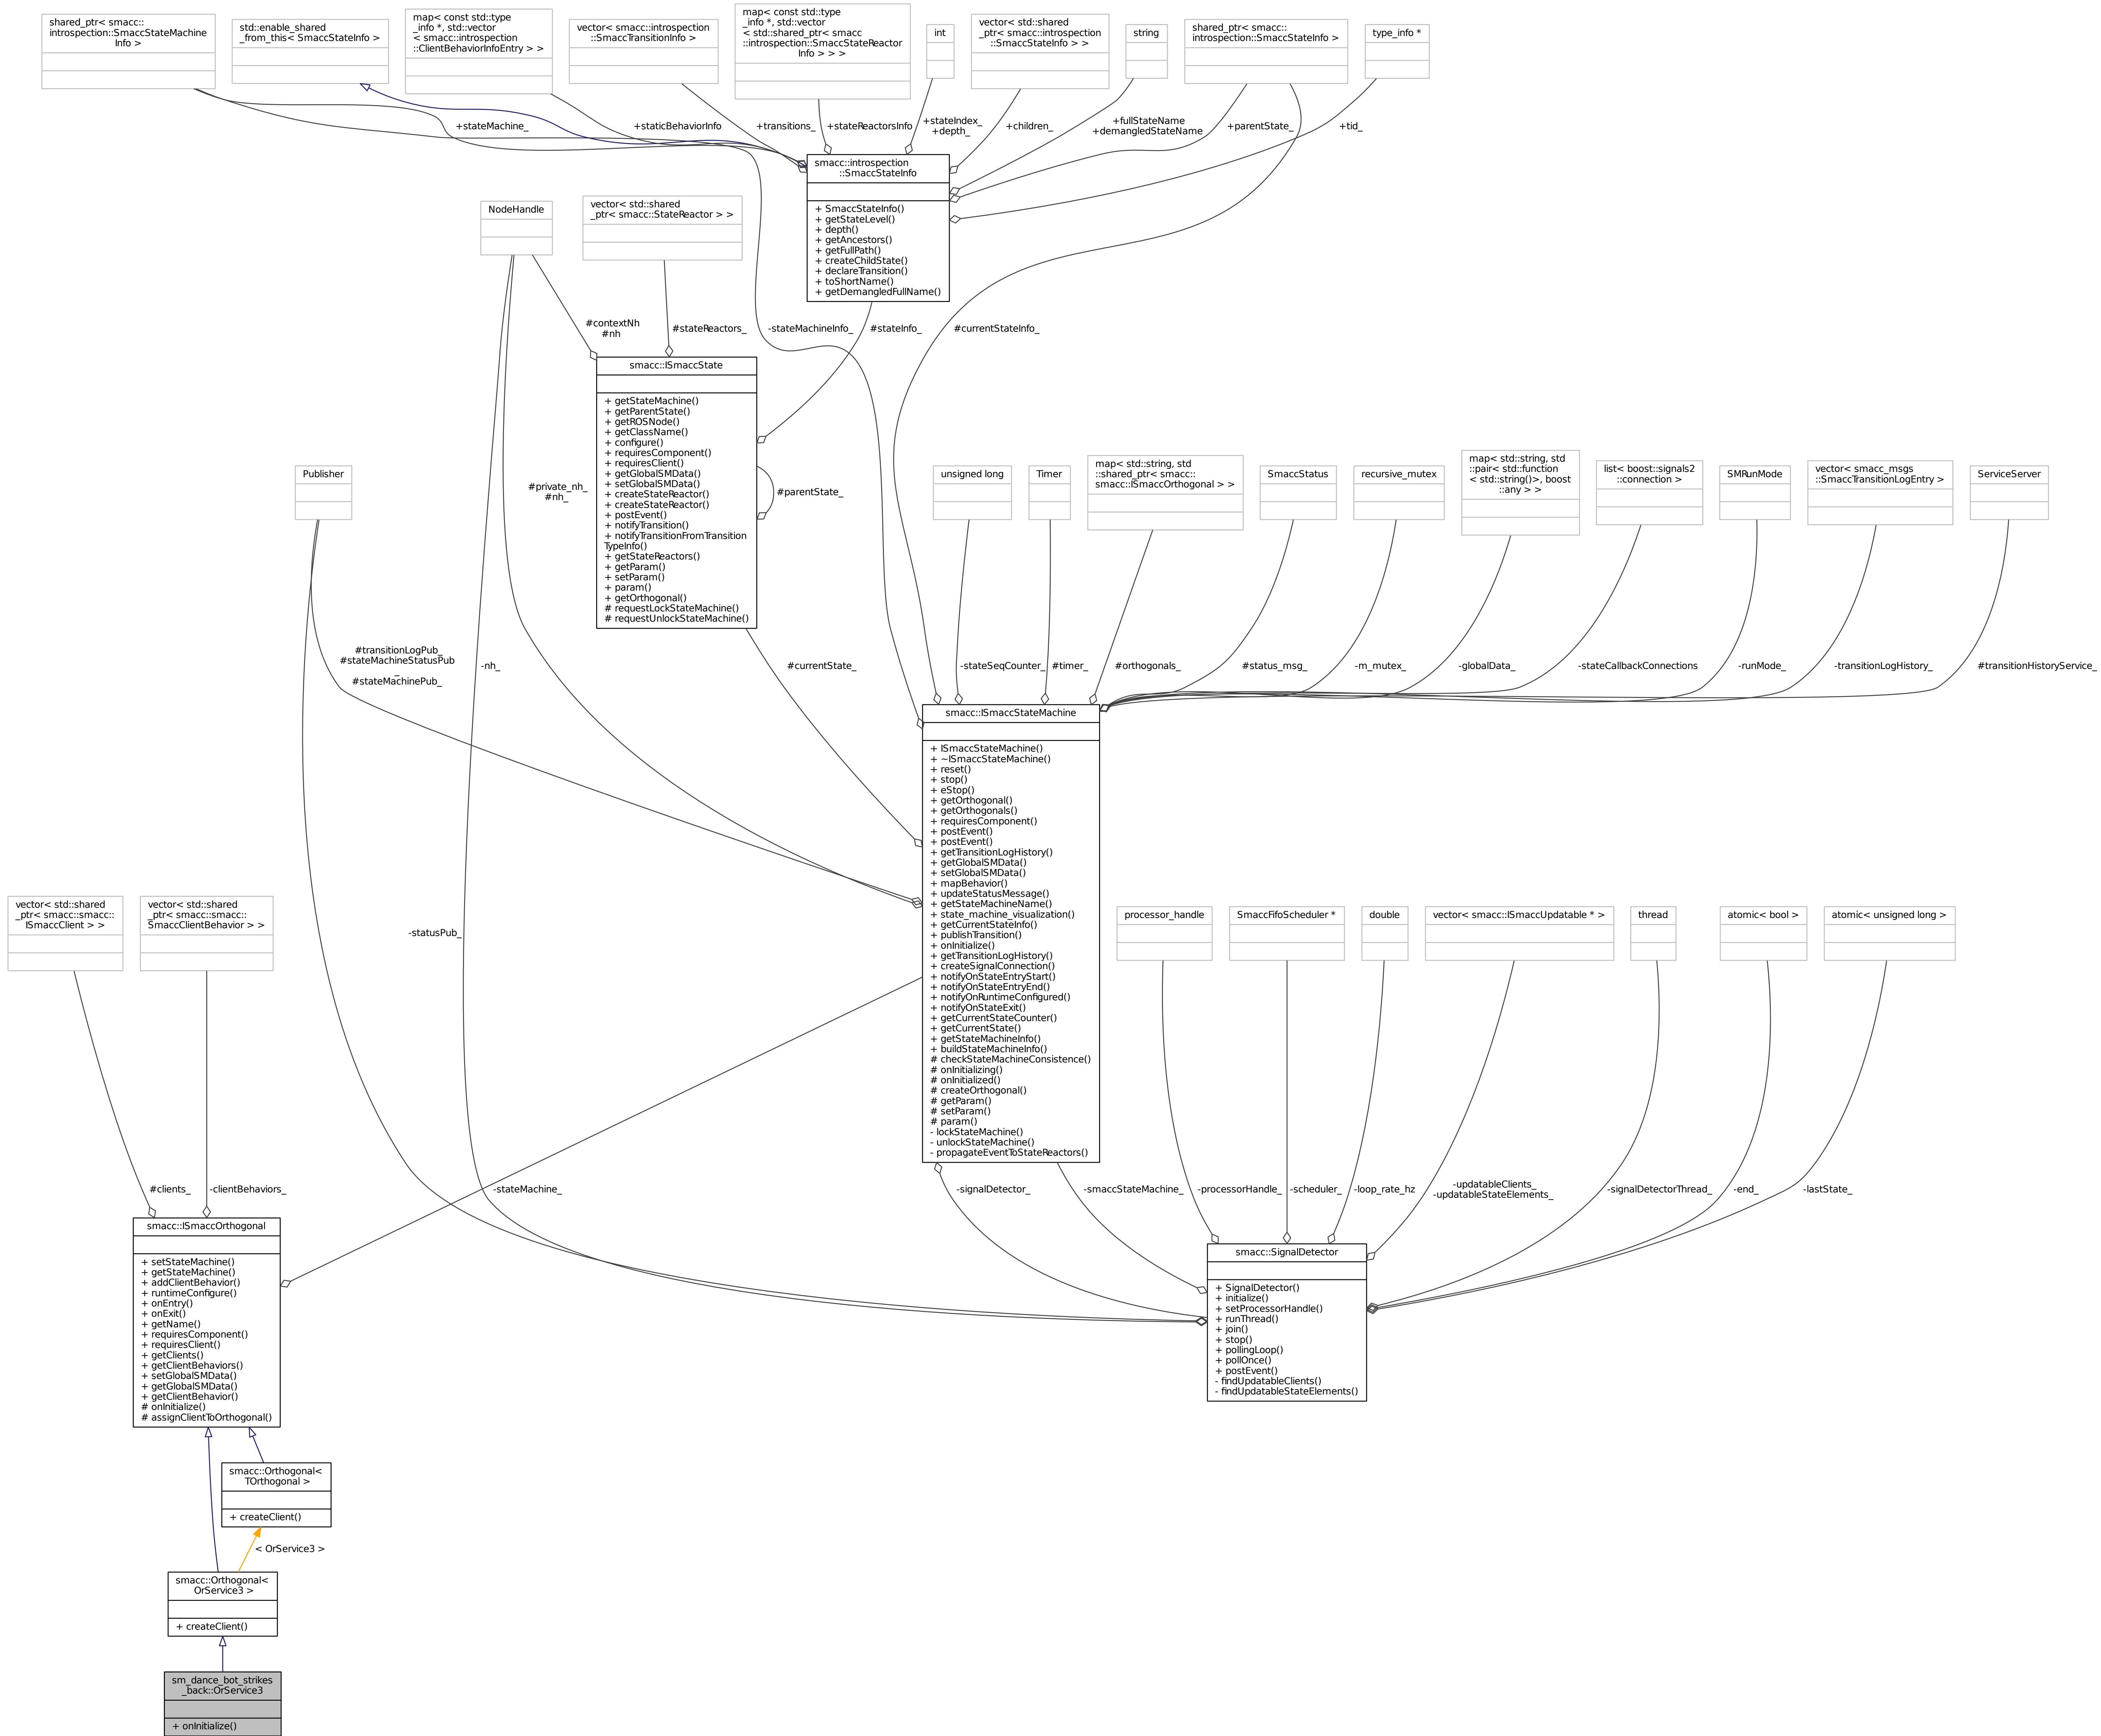 shared_ptr< smacc::
introspection::SmaccStateMachine
Info >
std::enable_shared
_from_this< SmaccStateInfo >
map< const std::type
_info *, std::vector
< smacc::introspection
::ClientBehaviorInfoEntry > >
vector< smacc::introspection
::SmaccTransitionInfo >
map< const std::type
_info *, std::vector
< std::shared_ptr< smacc
::introspection::SmaccStateReactor
Info > > >
int
vector< std::shared
_ptr< smacc::introspection
::SmaccStateInfo > >
string
shared_ptr< smacc::
introspection::SmaccStateInfo >
type_info *
+stateMachine_
+staticBehaviorInfo
+transitions_
+stateReactorsInfo
+stateIndex_
+depth_
+children_
+fullStateName
+demangledStateName
+parentState_
+tid_
smacc::introspection
::SmaccStateInfo
+ SmaccStateInfo()
+ getStateLevel()
+ depth()
+ getAncestors()
+ getFullPath()
+ createChildState()
+ declareTransition()
+ toShortName()
+ getDemangledFullName()
NodeHandle
vector< std::shared
_ptr< smacc::StateReactor > >
#contextNh
#nh
#stateReactors_
-stateMachineInfo_
#stateInfo_
#currentStateInfo_
smacc::ISmaccState
+ getStateMachine()
+ getParentState()
+ getROSNode()
+ getClassName()
+ configure()
+ requiresComponent()
+ requiresClient()
+ getGlobalSMData()
+ setGlobalSMData()
+ createStateReactor()
+ createStateReactor()
+ postEvent()
+ notifyTransition()
+ notifyTransitionFromTransition
TypeInfo()
+ getStateReactors()
+ getParam()
+ setParam()
+ param()
+ getOrthogonal()
# requestLockStateMachine()
# requestUnlockStateMachine()
#parentState_
Publisher
#private_nh_
#nh_
unsigned long
Timer
map< std::string, std
::shared_ptr< smacc::
smacc::ISmaccOrthogonal > >
SmaccStatus
recursive_mutex
map< std::string, std
::pair< std::function
< std::string()>, boost
::any > >
list< boost::signals2
::connection >
SMRunMode
vector< smacc_msgs
::SmaccTransitionLogEntry >
ServiceServer
#transitionLogPub_
#stateMachineStatusPub
_
#stateMachinePub_
-nh_
#currentState_
-stateSeqCounter_
#timer_
#orthogonals_
#status_msg_
-m_mutex_
-globalData_
-stateCallbackConnections
-runMode_
-transitionLogHistory_
#transitionHistoryService_
smacc::ISmaccStateMachine
+ ISmaccStateMachine()
+ ~ISmaccStateMachine()
+ reset()
+ stop()
+ eStop()
+ getOrthogonal()
+ getOrthogonals()
+ requiresComponent()
+ postEvent()
+ postEvent()
+ getTransitionLogHistory()
+ getGlobalSMData()
+ setGlobalSMData()
+ mapBehavior()
+ updateStatusMessage()
+ getStateMachineName()
+ state_machine_visualization()
+ getCurrentStateInfo()
+ publishTransition()
+ onInitialize()
+ getTransitionLogHistory()
+ createSignalConnection()
+ notifyOnStateEntryStart()
+ notifyOnStateEntryEnd()
+ notifyOnRuntimeConfigured()
+ notifyOnStateExit()
+ getCurrentStateCounter()
+ getCurrentState()
+ getStateMachineInfo()
+ buildStateMachineInfo()
# checkStateMachineConsistence()
# onInitializing()
# onInitialized()
# createOrthogonal()
# getParam()
# setParam()
# param()
- lockStateMachine()
- unlockStateMachine()
- propagateEventToStateReactors()
vector< std::shared
_ptr< smacc::smacc::
ISmaccClient > >
vector< std::shared
_ptr< smacc::smacc::
SmaccClientBehavior > >
-statusPub_
processor_handle
SmaccFifoScheduler *
double
vector< smacc::ISmaccUpdatable * >
thread
atomic< bool >
atomic< unsigned long >
#clients_
-clientBehaviors_
-stateMachine_
-signalDetector_
-smaccStateMachine_
-processorHandle_
-scheduler_
-loop_rate_hz
-updatableClients_
-updatableStateElements_
-signalDetectorThread_
-end_
-lastState_
smacc::ISmaccOrthogonal
+ setStateMachine()
+ getStateMachine()
+ addClientBehavior()
+ runtimeConfigure()
+ onEntry()
+ onExit()
+ getName()
+ requiresComponent()
+ requiresClient()
+ getClients()
+ getClientBehaviors()
+ setGlobalSMData()
+ getGlobalSMData()
+ getClientBehavior()
# onInitialize()
# assignClientToOrthogonal()
smacc::SignalDetector
+ SignalDetector()
+ initialize()
+ setProcessorHandle()
+ runThread()
+ join()
+ stop()
+ pollingLoop()
+ pollOnce()
+ postEvent()
- findUpdatableClients()
- findUpdatableStateElements()
smacc::Orthogonal<
TOrthogonal >
+ createClient()
< OrService3 >
smacc::Orthogonal<
OrService3 >
+ createClient()
sm_dance_bot_strikes
_back::OrService3
+ onInitialize()